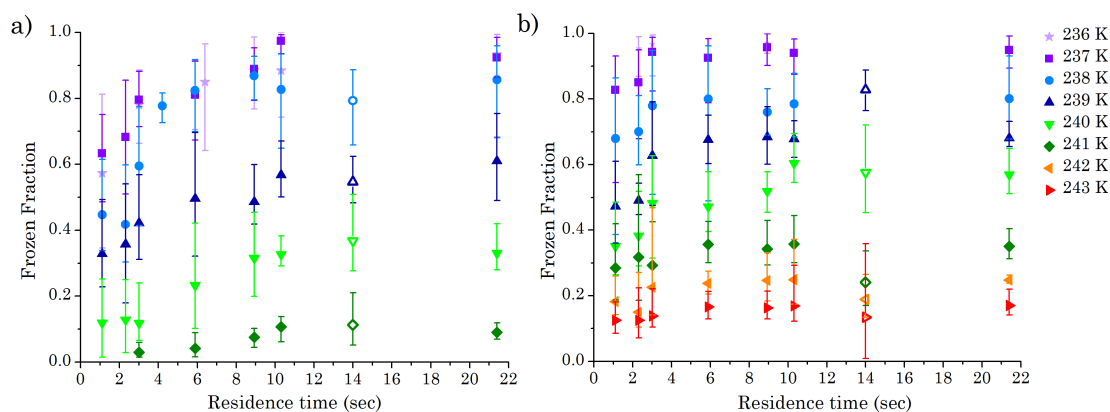 a)
1.0
0.8
0.6
0.4
0.2
0.0
Frozen Fraction
0 2 4 6 8 10 12 14 16 18 20 22
Residence time (sec)
b)
1.0
0.8
0.6
0.4
0.2
0.0
Frozen Fraction
0 2 4 6 8 10 12 14 16 18 20 22
Residence time (sec)
236 K
237 K
238 K
239 K
240 K
241 K
242 K
243 K